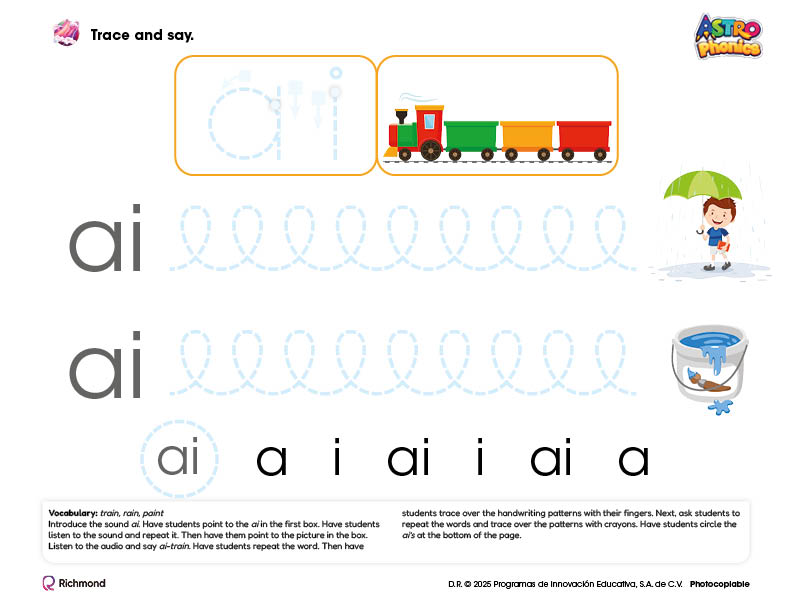 Trace and say.
ASTRO
Phonics
ai
ai
ai
ai a i ai i ai a
Vocabulary: train, rain, paint
Introduce the sound ai. Have students point to the ai in the first box. Have students
listen to the sound and repeat it. Then have them point to the picture in the box.
Listen to the audio and say ai-train. Have students repeat the word. Then have
students trace over the handwriting patterns with their fingers. Next, ask students to
repeat the words and trace over the patterns with crayons. Have students circle the
ai's at the bottom of the page.
Richmond
D.R. © 2025 Programas de Innovación Educativa, S.A. de C.V. Photocopiable